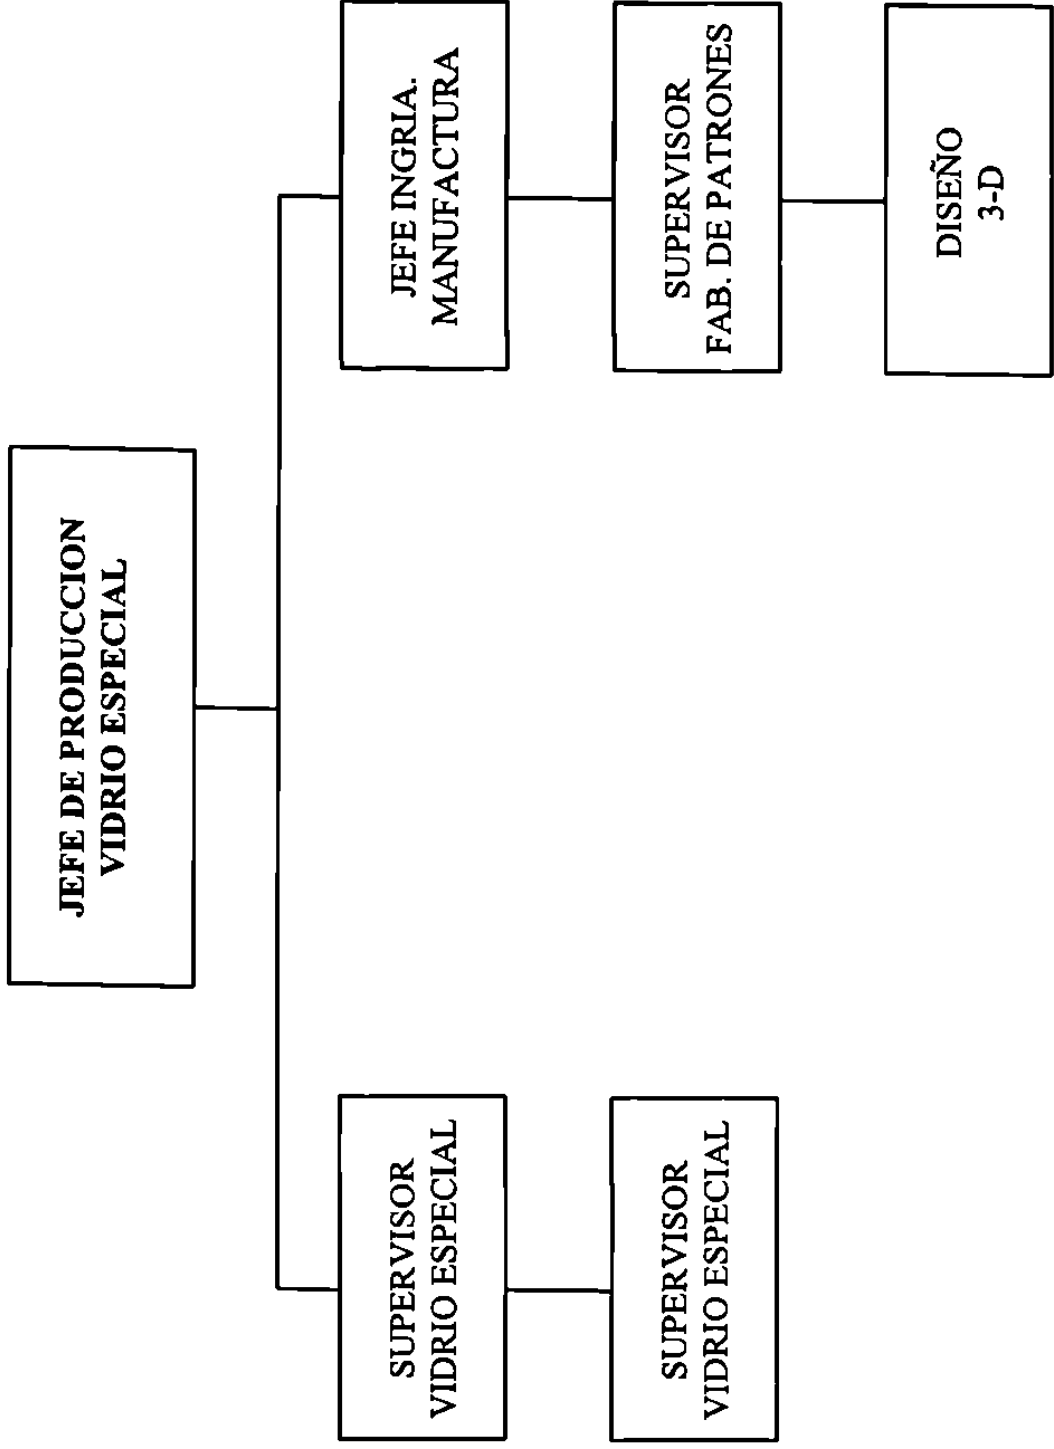 JEFE DE PRODUCCION
VIDRIO ESPECIAL
SUPERVISOR
VIDRIO ESPECIAL
JEFE INGRIA.
MANUFACTURA
SUPERVISOR
VIDRIO ESPECIAL
SUPERVISOR
FAB. DE PATRONES
DISEÑO
3-D